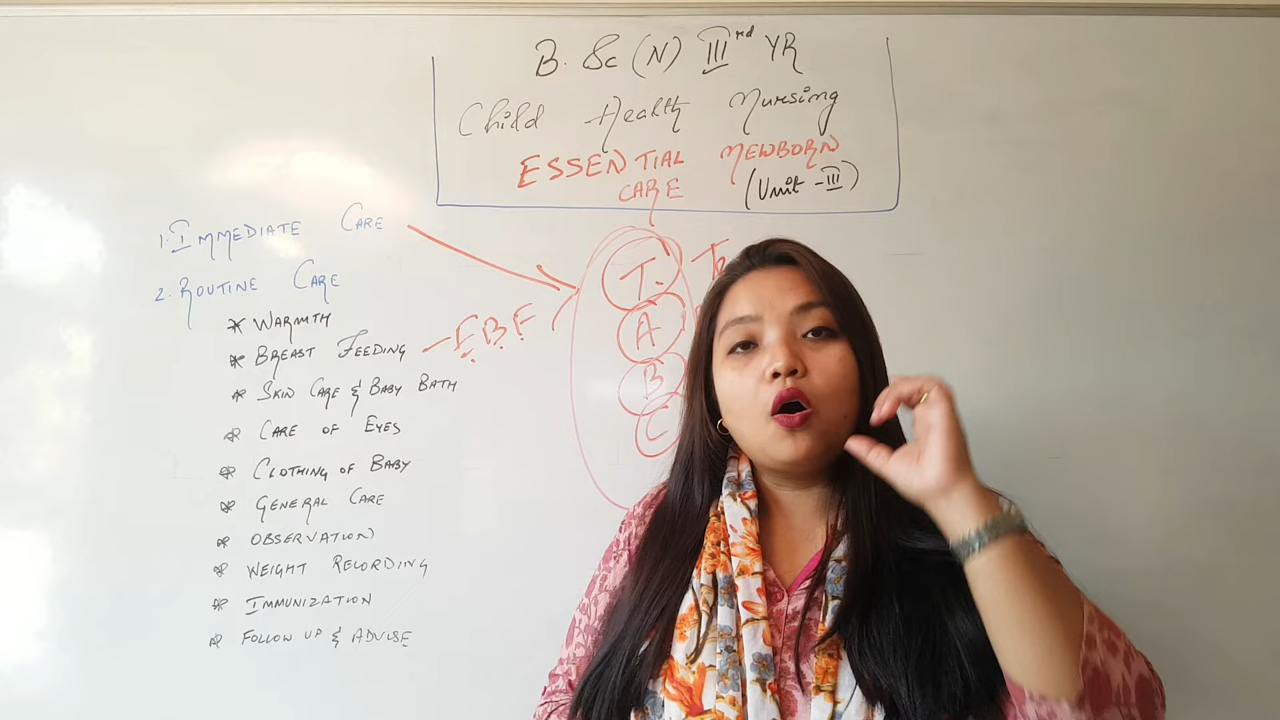 B. Sc (N) IIIrd YR
Child Health Nursing
ESSENTIAL NEWBORN
CARE (Unit - III)
1. IMMEDIATE CARE
2. ROUTINE CARE
* WARMTH
* BREAST FEEDING - EBF
* SKIN CARE & BABY BATH
* CARE OF EYES
* CLOTHING OF BABY
* GENERAL CARE
* OBSERVATION
* WEIGHT RECORDING
* IMMUNIZATION
* FOLLOW UP & ADVISE
T.
A
B
C